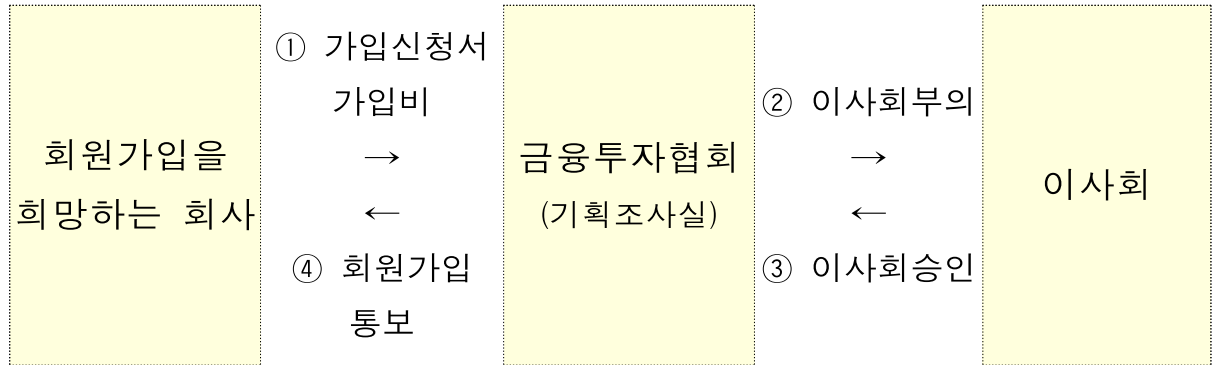 회원가입을
희망하는 회사
① 가입신청서
가입비
→
←
④ 회원가입
통보
금융투자협회
(기획조사실)
② 이사회부의
→
←
③ 이사회승인
이사회